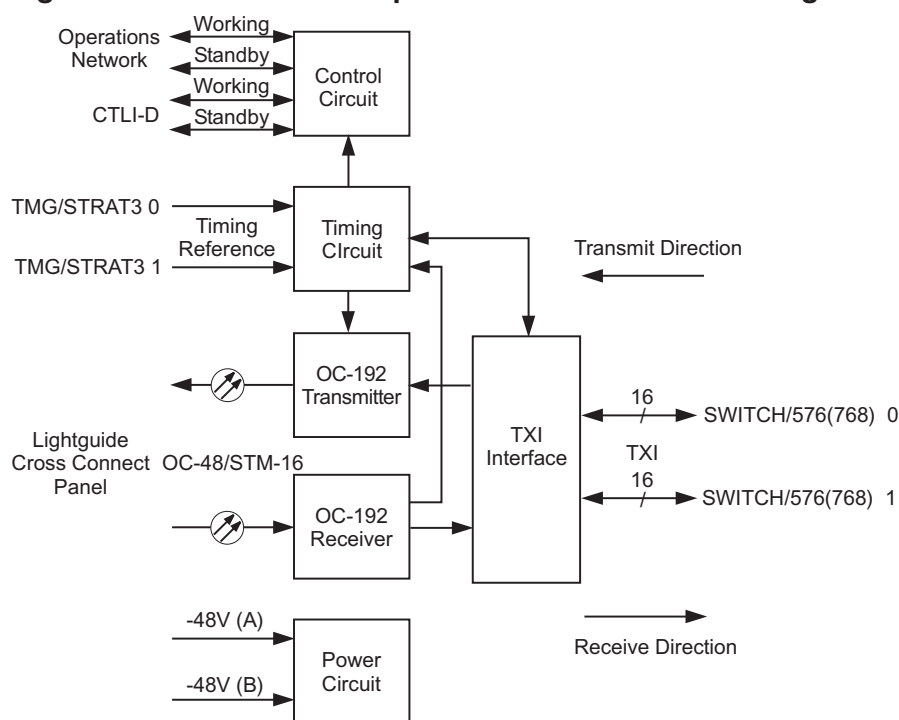 Operations
Network
Working
Standby
Working
CTLI-D
Standby
Control
Circuit
TMG/STRAT3 0
Timing
Reference
TMG/STRAT3 1
Timing
CIrcuit
Transmit Direction
OC-192
Transmitter
Lightguide
Cross Connect
Panel
OC-48/STM-16
OC-192
Receiver
TXI
Interface
16
SWITCH/576(768) 0
TXI
16
SWITCH/576(768) 1
Receive Direction
-48V (A)
-48V (B)
Power
Circuit